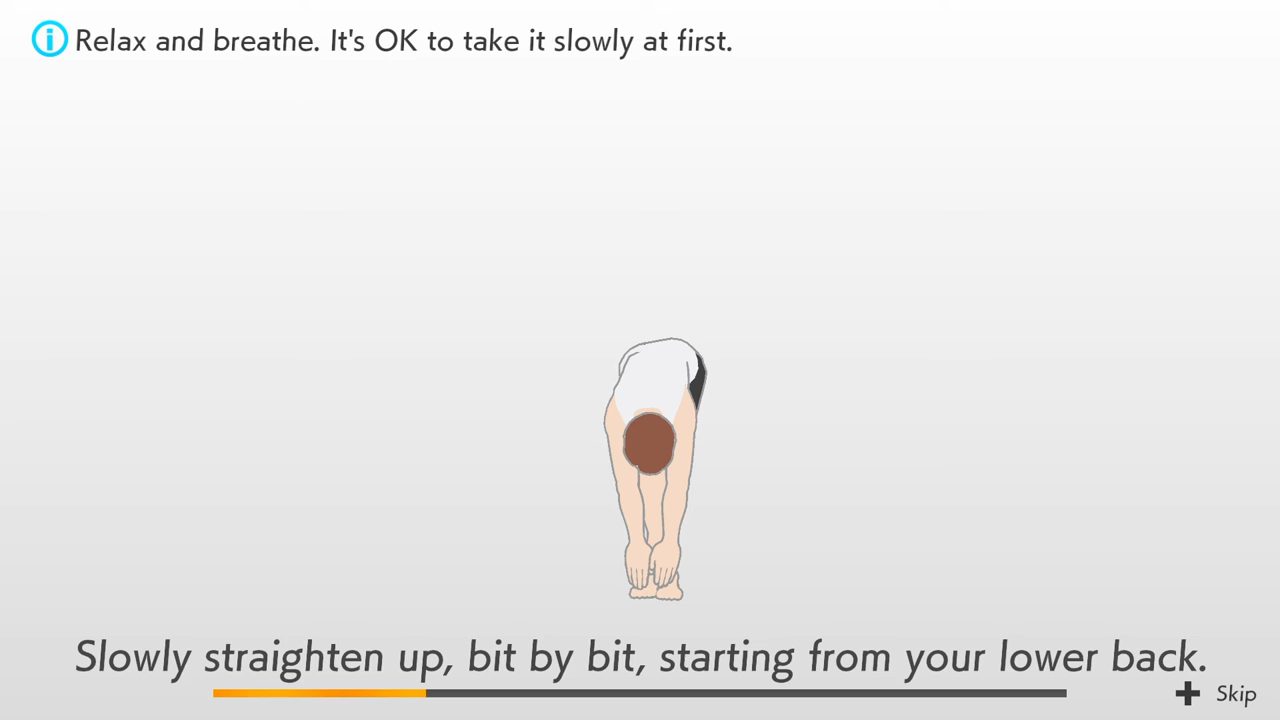 Relax and breathe. It's OK to take it slowly at first.
Slowly straighten up, bit by bit, starting from your lower back.
Skip